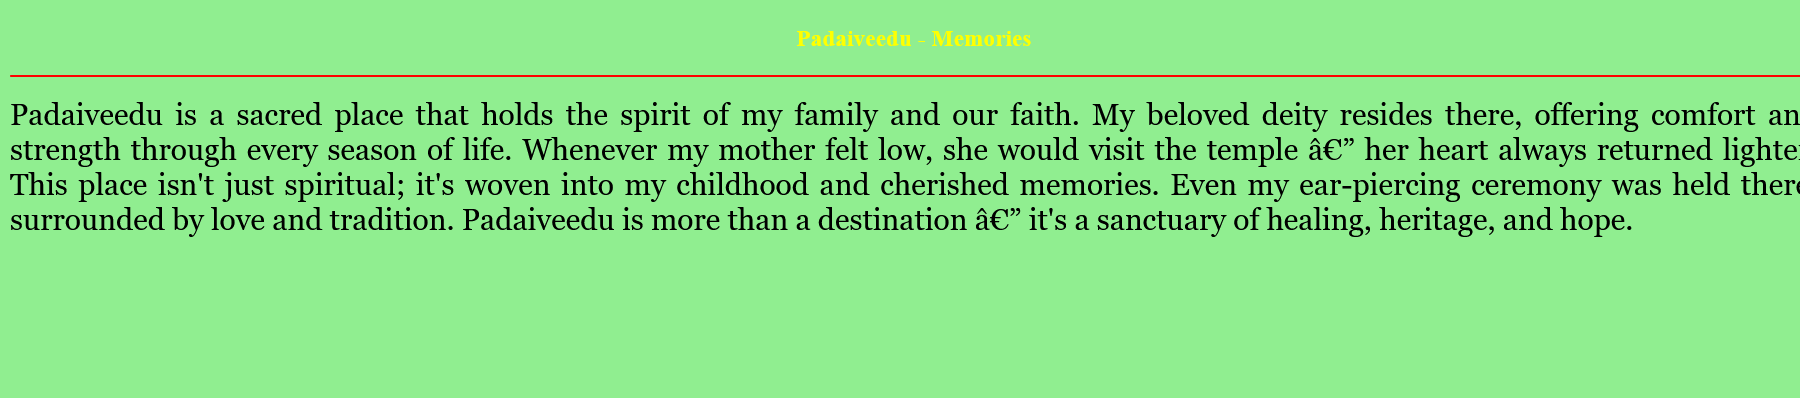 Padaiveedu - Memories
Padaiveedu is a sacred place that holds the spirit of my family and our faith. My beloved deity resides there, offering comfort an
strength through every season of life. Whenever my mother felt low, she would visit the temple â€” her heart always returned lighter
This place isn't just spiritual; it's woven into my childhood and cherished memories. Even my ear-piercing ceremony was held there
surrounded by love and tradition. Padaiveedu is more than a destination â€” it's a sanctuary of healing, heritage, and hope.